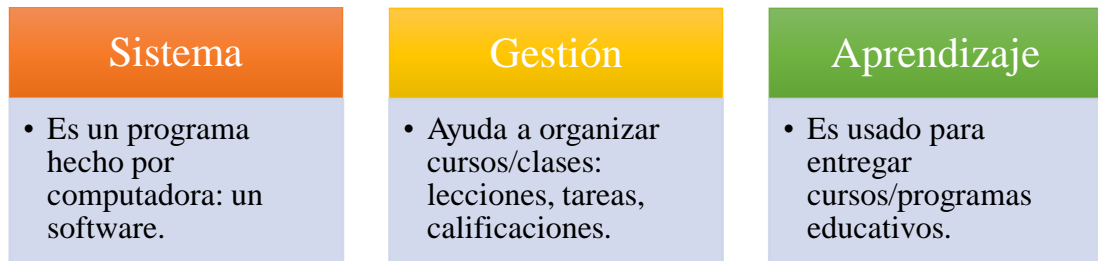 Sistema
• Es un programa
hecho por
computadora: un
software.
Gestión
• Ayuda a organizar
cursos/clases:
lecciones, tareas,
calificaciones.
Aprendizaje
• Es usado para
entregar
cursos/programas
educativos.